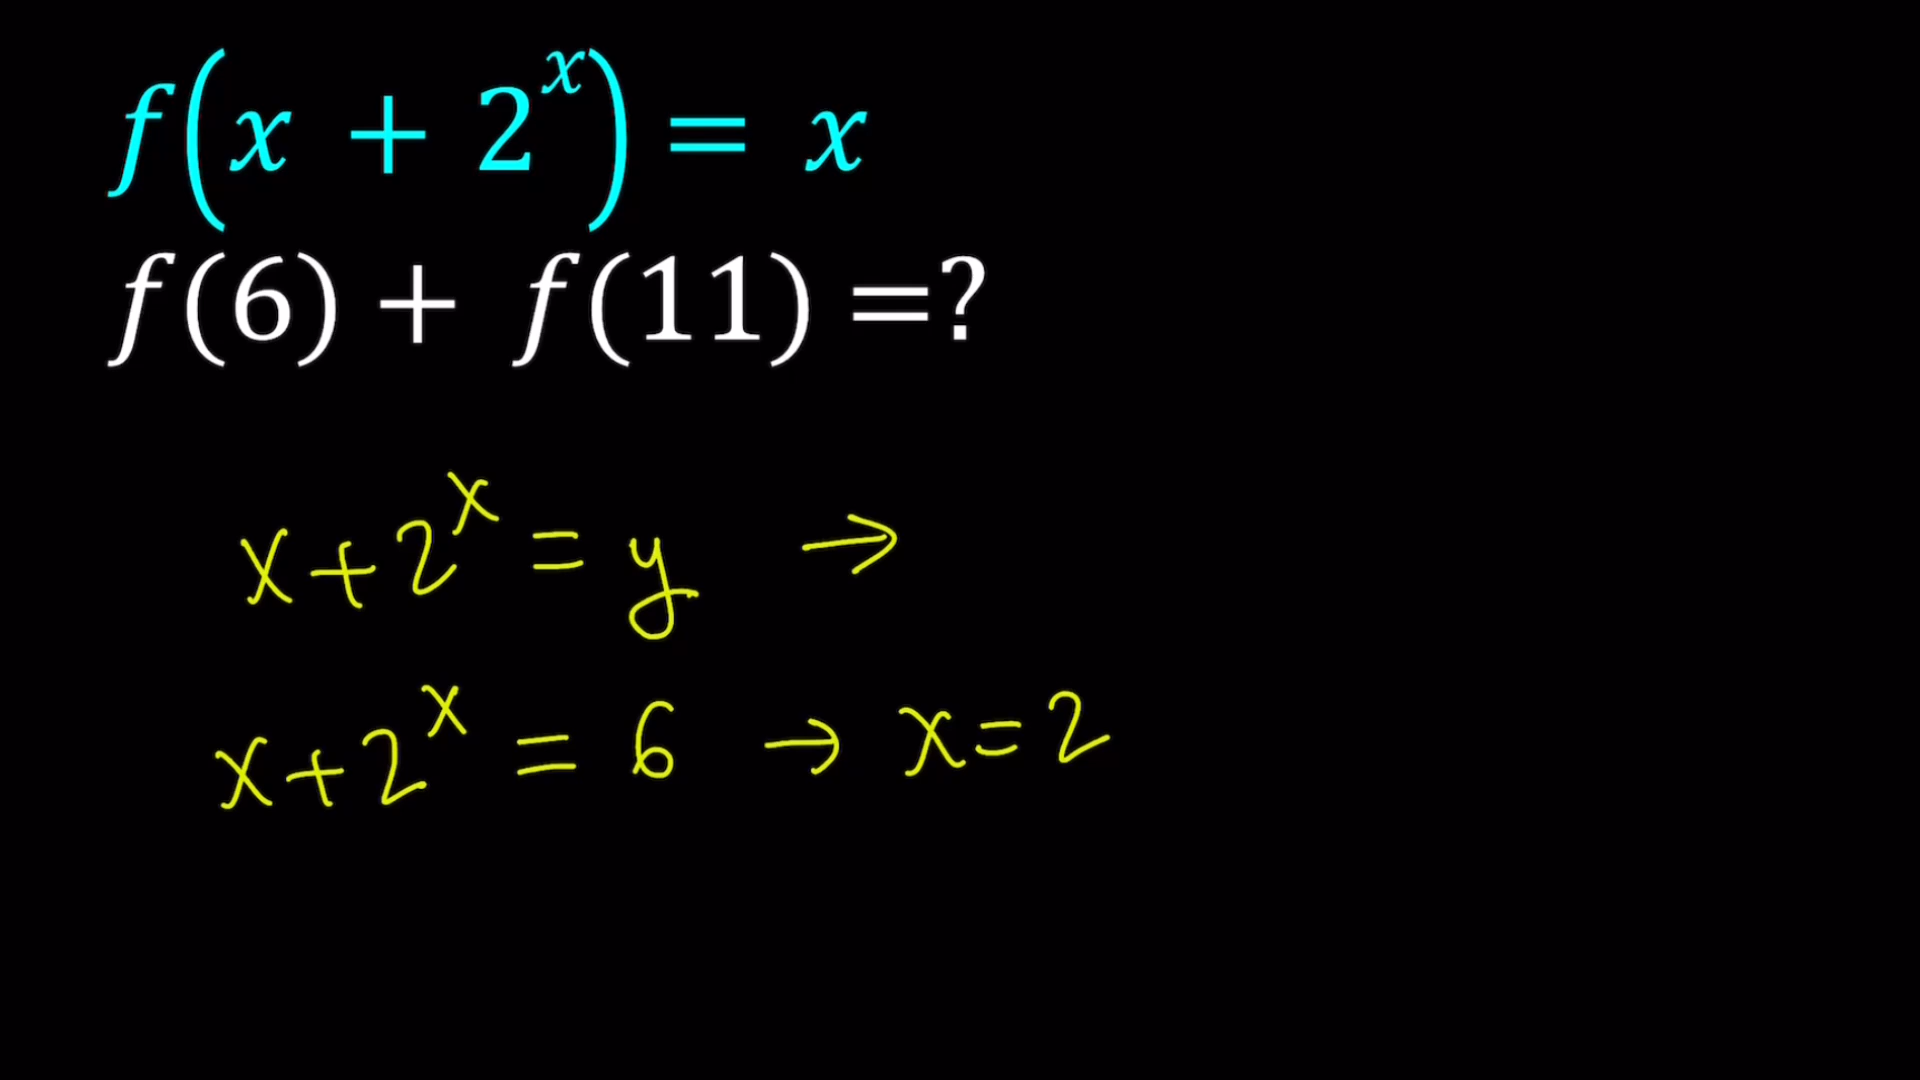 f(x + 2^x) = x
f(6) + f(11) =?
x+2^x = y →
x+2^x = 6 → x=2